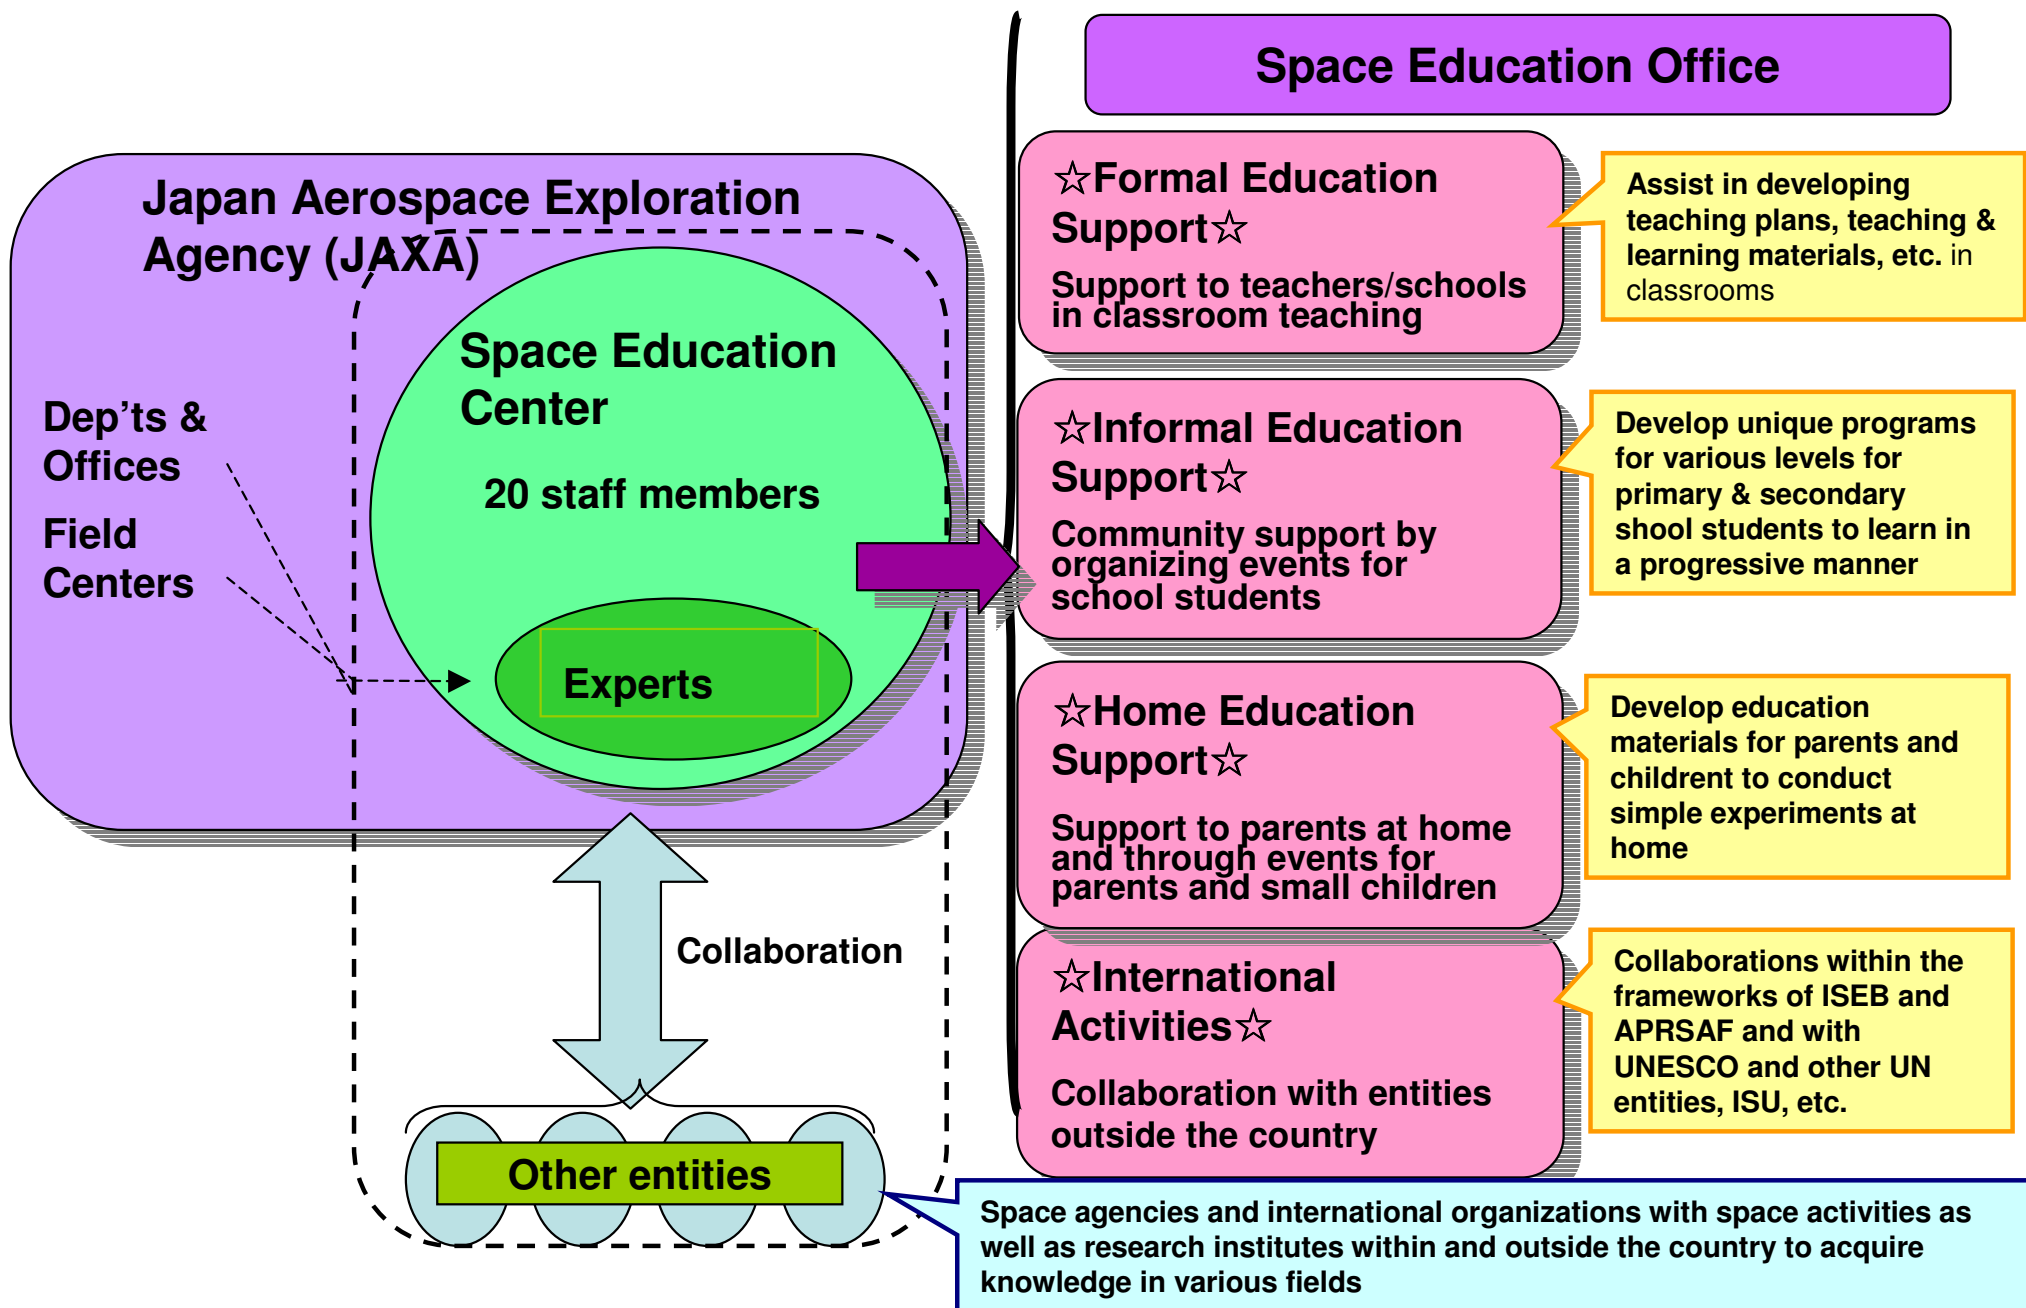 Space Education Office
Japan Aerospace Exploration
Agency (JAXA)
Space Education
Center
20 staff members
Dep'ts &
Offices
Field
Centers
Experts
Collaboration
Other entities
☆Formal Education
Support☆
Support to teachers/schools
in classroom teaching
Assist in developing
teaching plans, teaching &
learning materials, etc. in
classrooms
☆Informal Education
Support☆
Community support by
organizing events for
school students
Develop unique programs
for various levels for
primary & secondary
shool students to learn in
a progressive manner
☆Home Education
Support☆
Support to parents at home
and through events for
parents and small children
Develop education
materials for parents and
childrent to conduct
simple experiments at
home
☆International
Activities☆
Collaboration with entities
outside the country
Collaborations within the
frameworks of ISEB and
APRSAF and with
UNESCO and other UN
entities, ISU, etc.
Space agencies and international organizations with space activities as
well as research institutes within and outside the country to acquire
knowledge in various fields